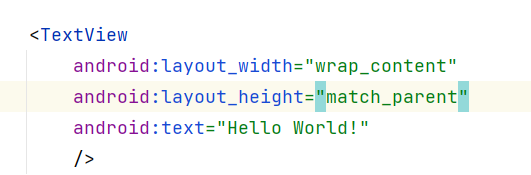 <TextView
    android:layout_width="wrap_content"
    android:layout_height="match_parent"
    android:text="Hello World!"
    />